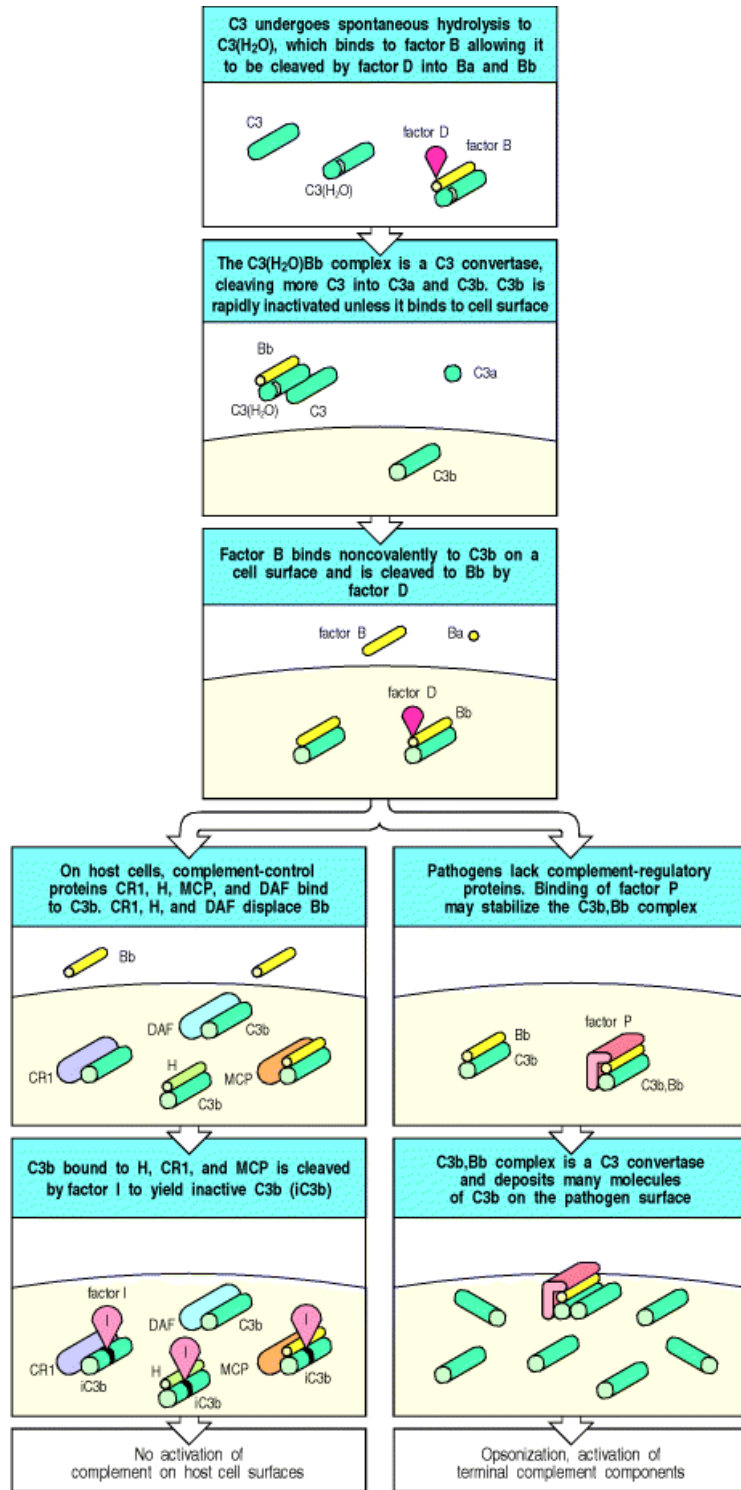 C3 undergoes spontaneous hydrolysis to
C3(H₂O), which binds to factor B allowing it
to be cleaved by factor D into Ba and Bb
C3
factor D
factor B
C3(H₂O)
The C3(H₂O)Bb complex is a C3 convertase,
cleaving more C3 into C3a and C3b. C3b is
rapidly inactivated unless it binds to cell surface
Bb
C3a
C3(H₂O)
C3
C3b
Factor B binds noncovalently to C3b on a
cell surface and is cleaved to Bb by
factor D
factor B
Ba
factor D
Bb
On host cells, complement-control
proteins CR1, H, MCP, and DAF bind
to C3b. CR1, H, and DAF displace Bb
Bb
DAF
C3b
CR1
H
MCP
C3b
C3b bound to H, CR1, and MCP is cleaved
by factor I to yield inactive C3b (iC3b)
factor I
I
DAF
C3b
I
CR1
I
H
MCP
iC3b
iC3b
iC3b
No activation of
complement on host cell surfaces
Pathogens lack complement-regulatory
proteins. Binding of factor P
may stabilize the C3b,Bb complex
factor P
Bb
C3b
C3b,Bb
C3b,Bb complex is a C3 convertase
and deposits many molecules
of C3b on the pathogen surface
Opsonization, activation of
terminal complement components